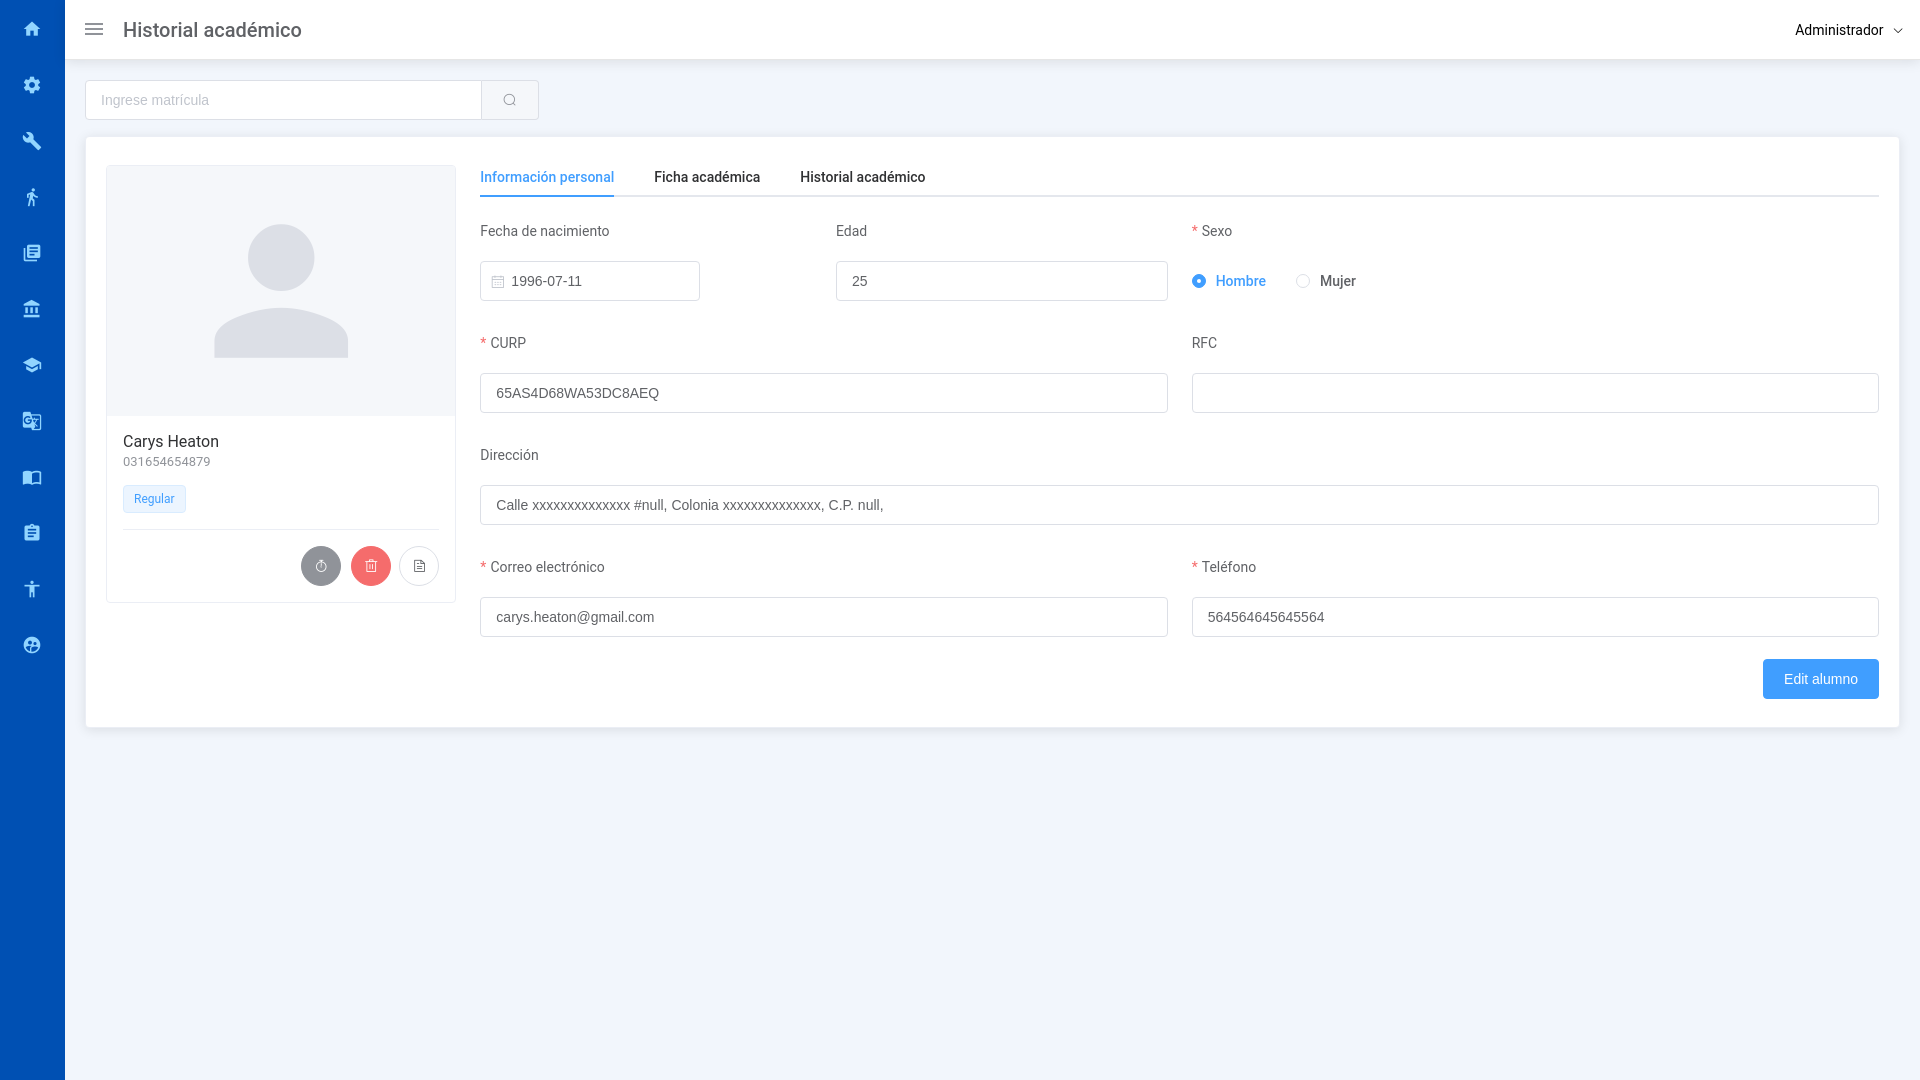 Historial académico
Administrador
Ingrese matrícula
Información personal
Ficha académica
Historial académico
Fecha de nacimiento
Edad
* Sexo
1996-07-11
25
Hombre
Mujer
* CURP
RFC
65AS4D68WA53DC8AEQ
Carys Heaton
031654654879
Regular
Dirección
Calle xxxxxxxxxxxxxx #null, Colonia xxxxxxxxxxxxxx, C.P. null,
* Correo electrónico
* Teléfono
carys.heaton@gmail.com
564564645645564
Edit alumno